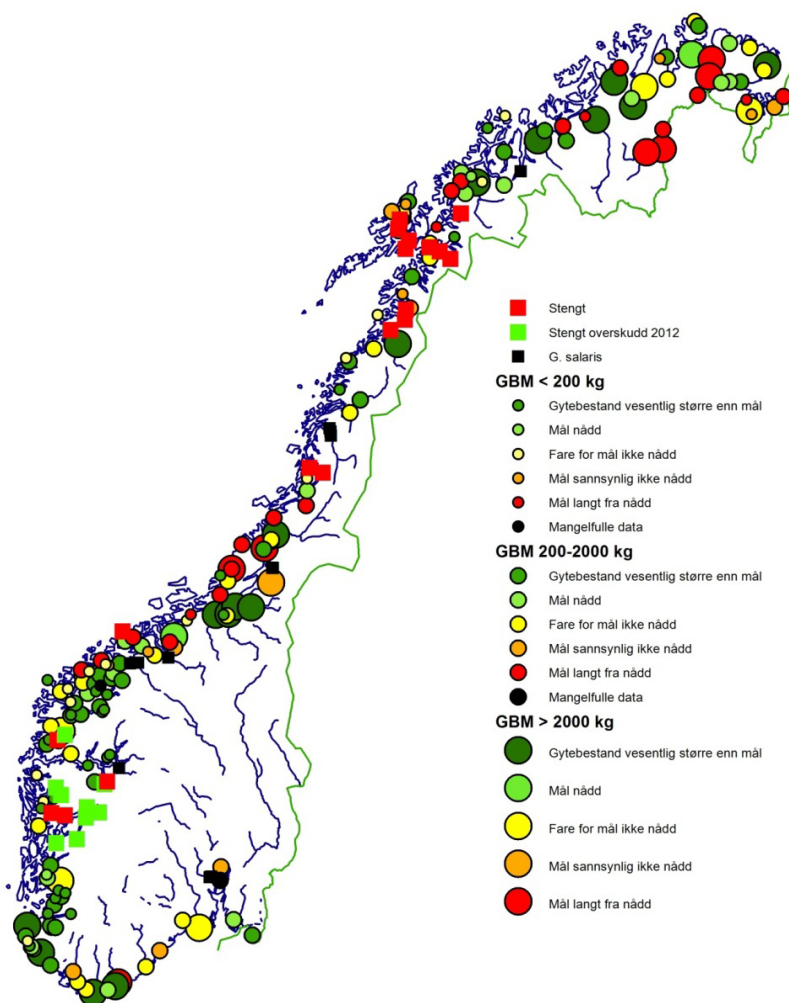 Stengt
Stengt overskudd 2012
G. salaris
GBM < 200 kg
Gytebestand vesentlig større enn mål
Mål nådd
Fare for mål ikke nådd
Mål sannsynlig ikke nådd
Mål langt fra nådd
Mangelfulle data
GBM 200-2000 kg
Gytebestand vesentlig større enn mål
Mål nådd
Fare for mål ikke nådd
Mål sannsynlig ikke nådd
Mål langt fra nådd
Mangelfulle data
GBM > 2000 kg
Gytebestand vesentlig større enn mål
Mål nådd
Fare for mål ikke nådd
Mål sannsynlig ikke nådd
Mål langt fra nådd